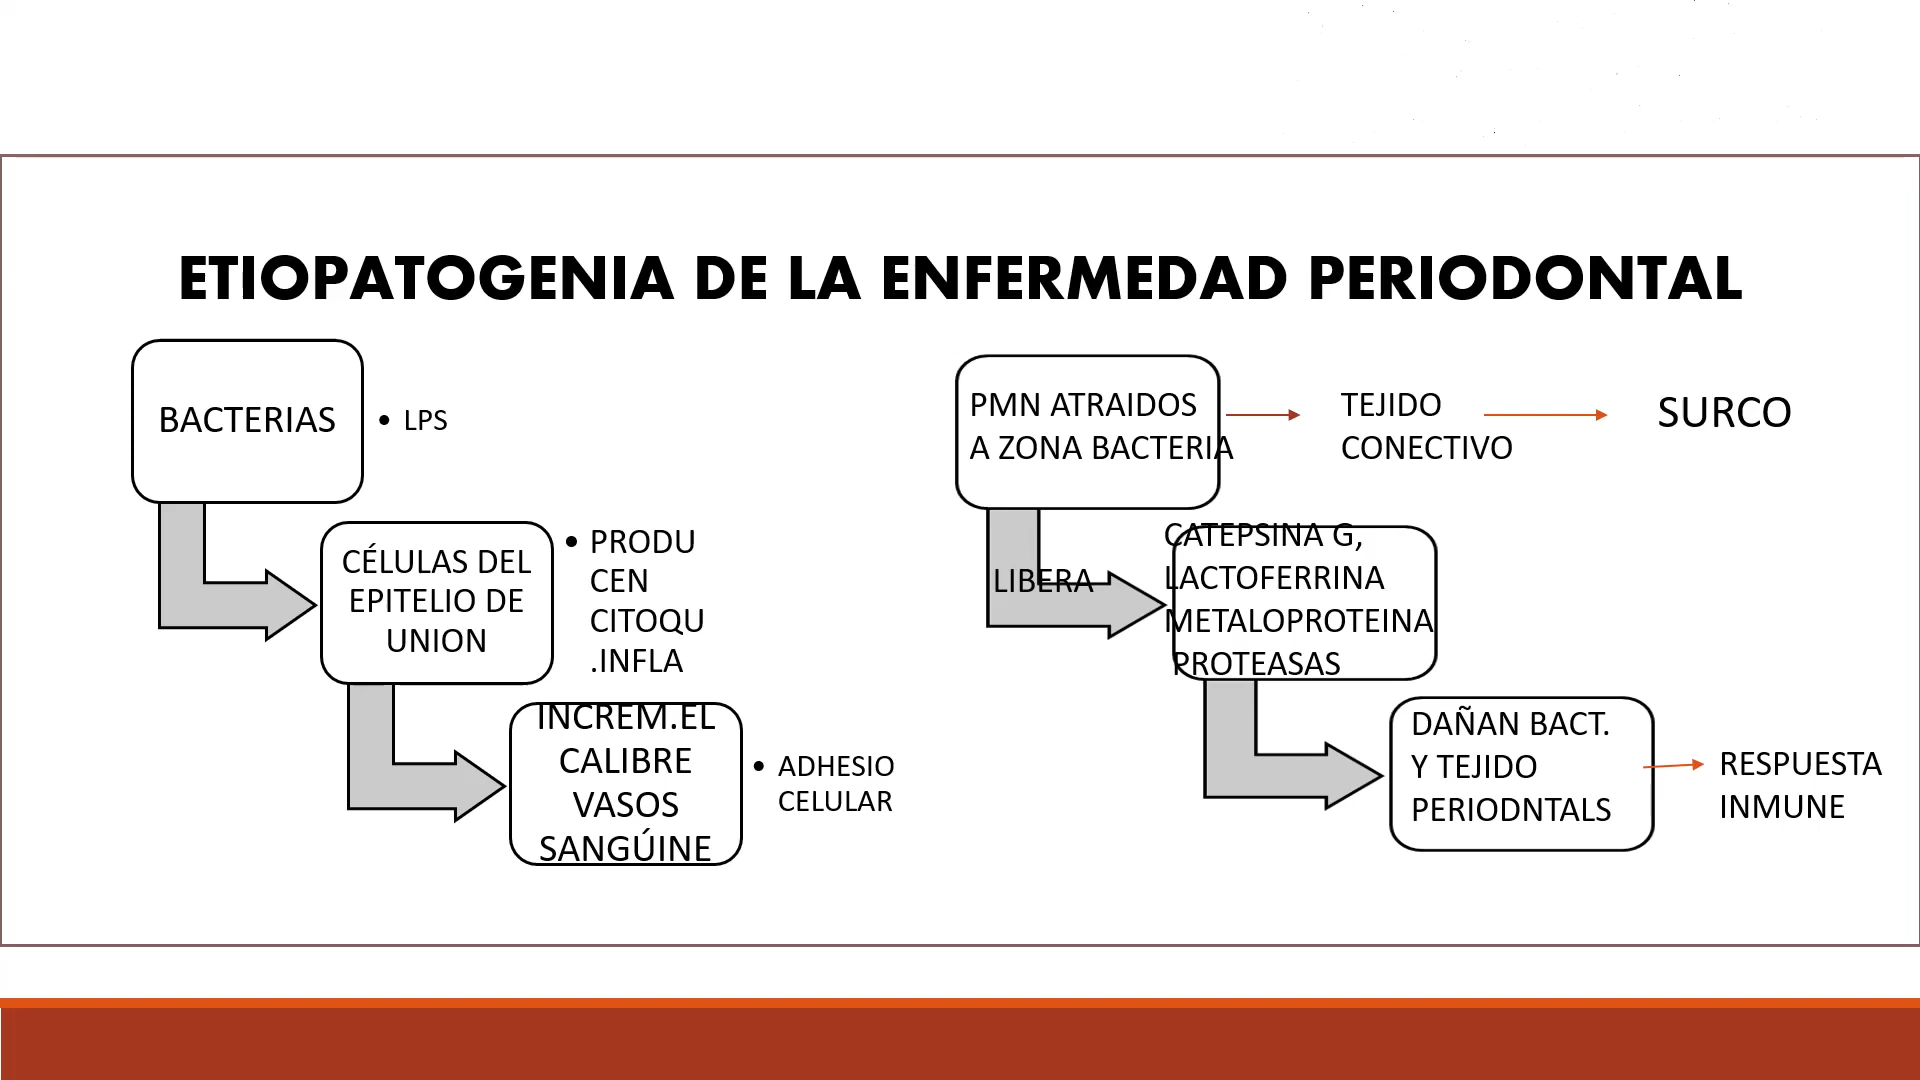 ETIOPATOGENIA DE LA ENFERMEDAD PERIODONTAL
BACTERIAS
• LPS
CÉLULAS DEL
EPITELIO DE
UNION
• PRODU
CEN
CITOQU
.INFLA
INCREM.EL
CALIBRE
VASOS
SANGÚINE
• ADHESIO
CELULAR
PMN ATRAIDOS
A ZONA BACTERIA
TEJIDO
CONECTIVO
SURCO
LIBERA
CATEPSINA G,
LACTOFERRINA
METALOPROTEINA
PROTEASAS
DAÑAN BACT.
Y TEJIDO
PERIODNTALS
RESPUESTA
INMUNE